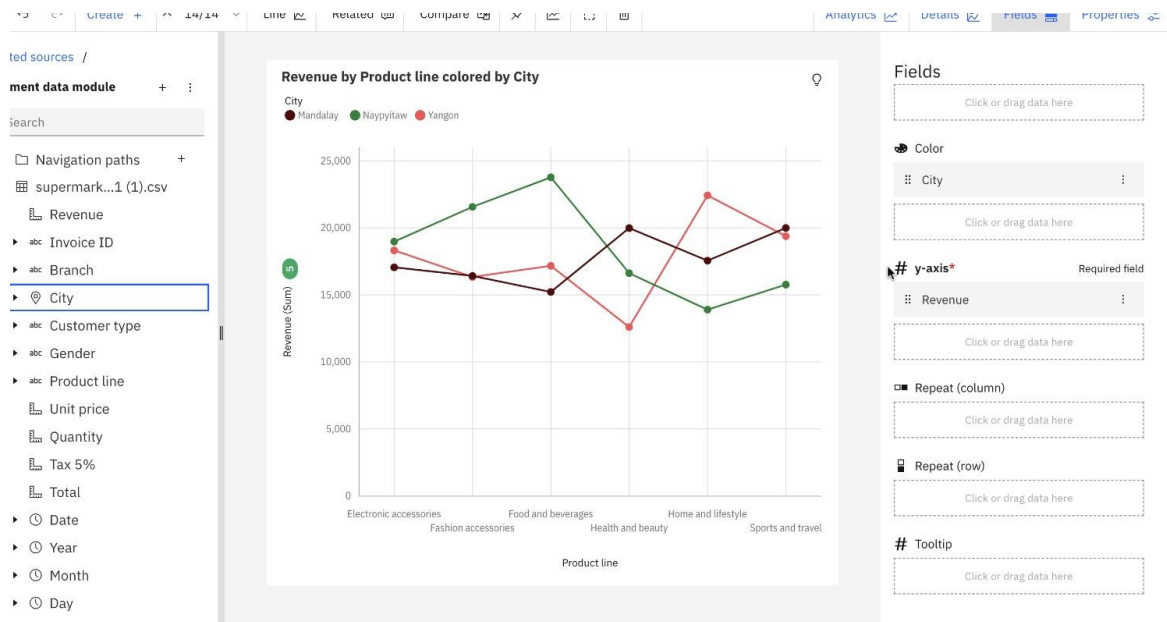 Create + 14/14 Line Related Compare Analytics Details Fields Properties
ted sources /
ment data module
Search
Navigation paths +
supermark...1 (1).csv
Revenue
abc Invoice ID
abc Branch
City
abc Customer type
abc Gender
abc Product line
Unit price
Quantity
Tax 5%
Total
Date
Year
Month
Day
Revenue by Product line colored by City
City
Mandalay Naypyitaw Yangon
25,000
20,000
15,000
10,000
5,000
0
5
Revenue (Sum)
Electronic accessories Food and beverages Home and lifestyle
Fashion accessories Health and beauty Sports and travel
Product line
Fields
Click or drag data here
Color
City
Click or drag data here
# y-axis* Required field
Revenue
Click or drag data here
Repeat (column)
Click or drag data here
Repeat (row)
Click or drag data here
# Tooltip
Click or drag data here